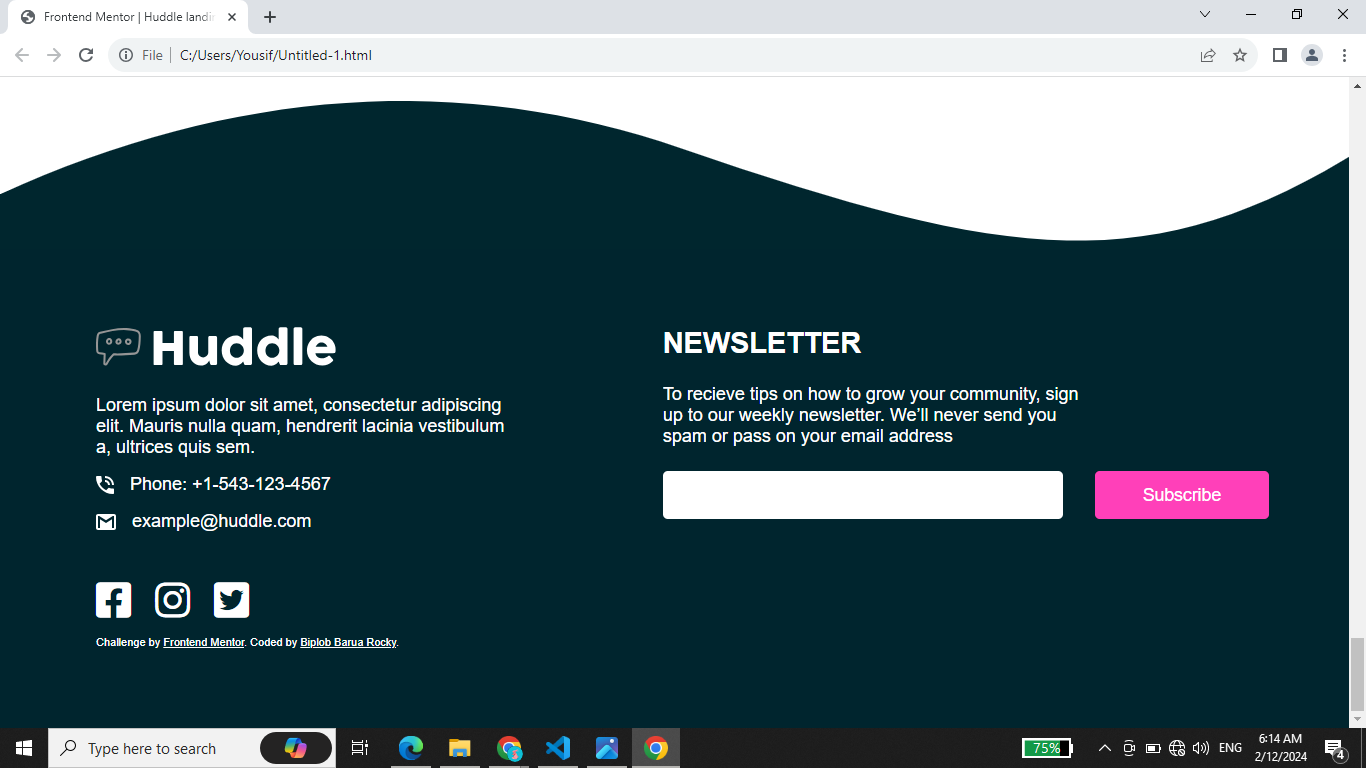 Frontend Mentor | Huddle landi
File
C:/Users/Yousif/Untitled-1.html
Huddle
Lorem ipsum dolor sit amet, consectetur adipiscing
elit. Mauris nulla quam, hendrerit lacinia vestibulum
a, ultrices quis sem.
Phone: +1-543-123-4567
example@huddle.com
Challenge by Frontend Mentor. Coded by Biplob Barua Rocky.
NEWSLETTER
To recieve tips on how to grow your community, sign
up to our weekly newsletter. We’ll never send you
spam or pass on your email address
Subscribe
Type here to search
75%
ENG
6:14 AM
2/12/2024
4